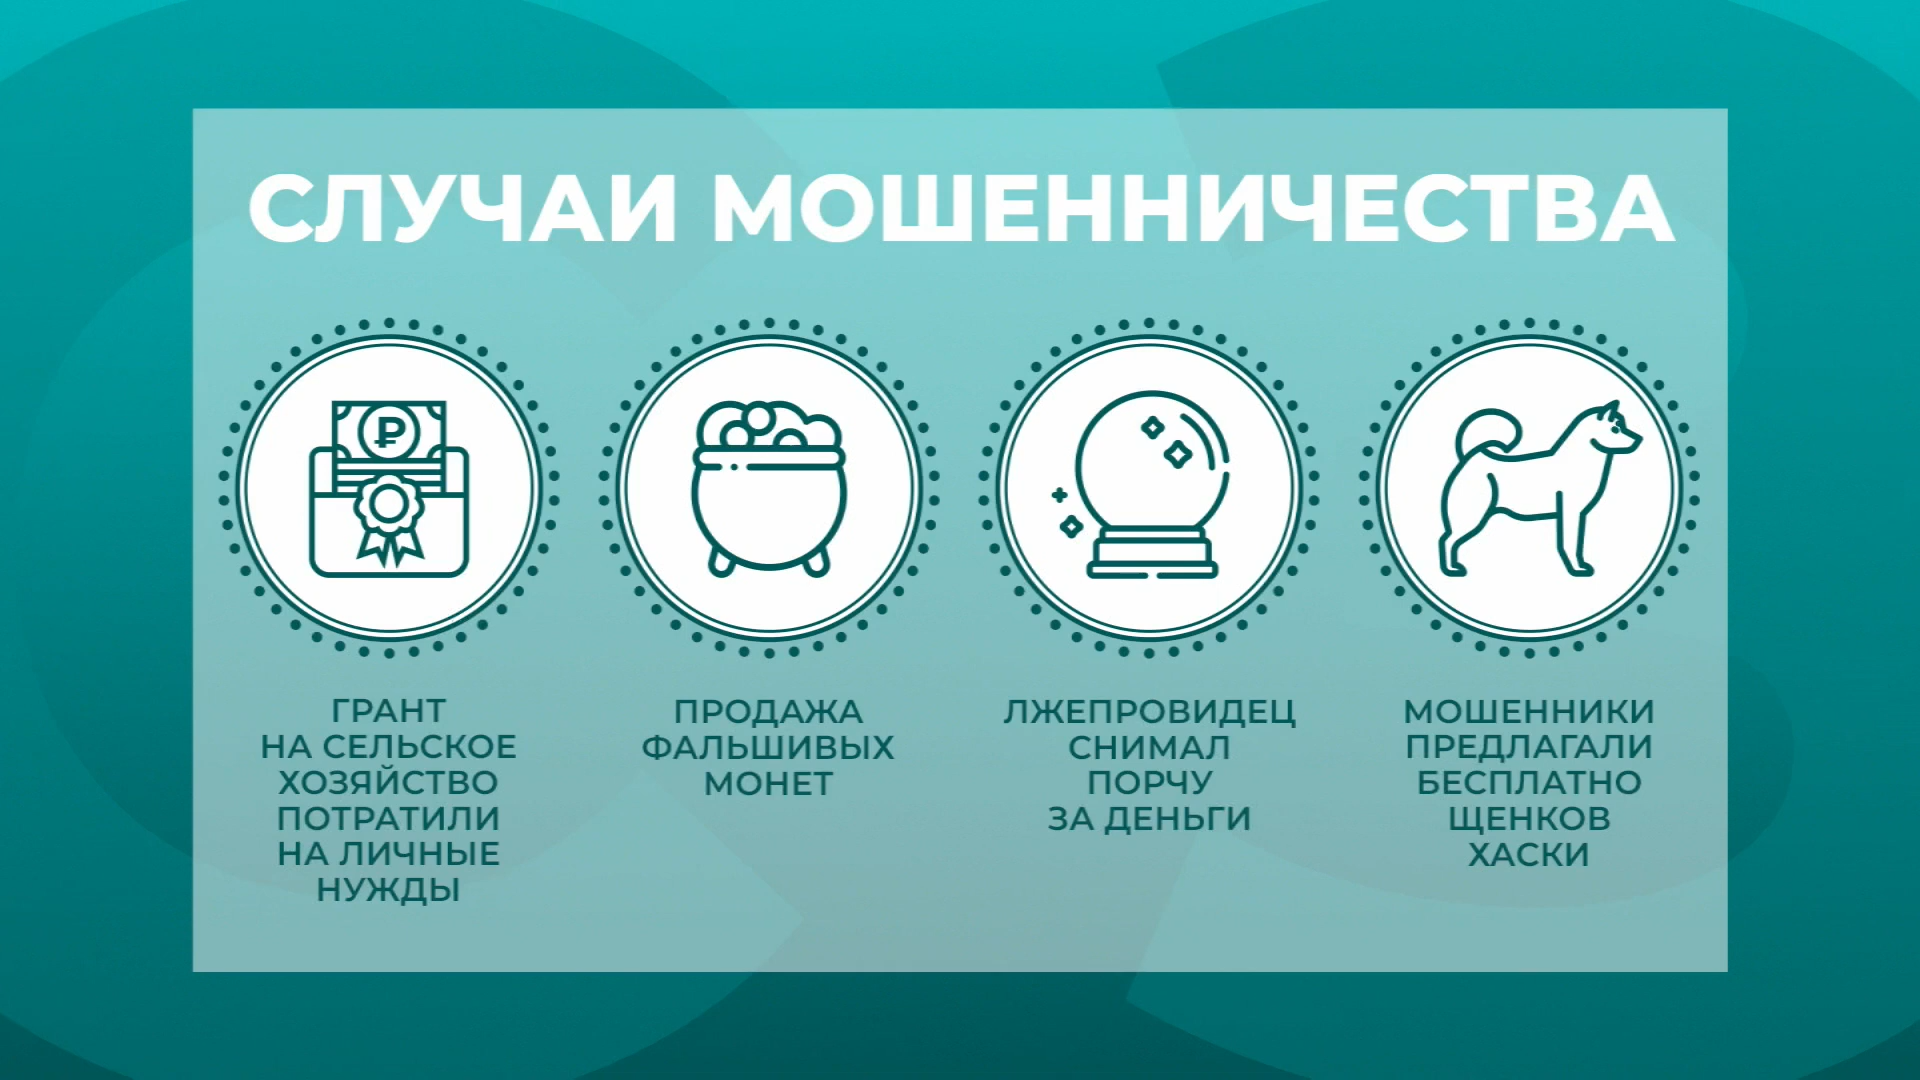 СЛУЧАИ МОШЕННИЧЕСТВА
₽
ГРАНТ
НА СЕЛЬСКОЕ
ХОЗЯЙСТВО
ПОТРАТИЛИ
НА ЛИЧНЫЕ
НУЖДЫ
ПРОДАЖА
ФАЛЬШИВЫХ
МОНЕТ
ЛЖЕПРОВИДЕЦ
СНИМАЛ
ПОРЧУ
ЗА ДЕНЬГИ
МОШЕННИКИ
ПРЕДЛАГАЛИ
БЕСПЛАТНО
ЩЕНКОВ
ХАСКИ